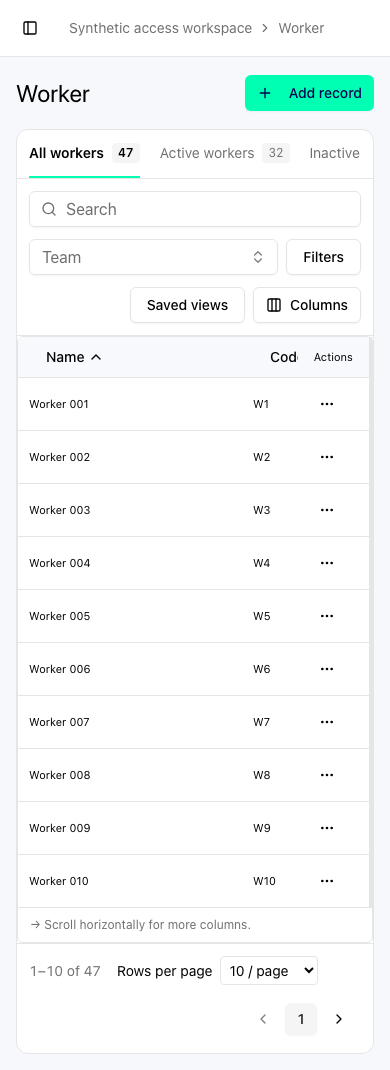 Synthetic access workspace > Worker
Worker
+ Add record
All workers 47 Active workers 32 Inactive
Search
Team
Filters
Saved views
Columns
Name Cod Actions
Worker 001 W1
Worker 002 W2
Worker 003 W3
Worker 004 W4
Worker 005 W5
Worker 006 W6
Worker 007 W7
Worker 008 W8
Worker 009 W9
Worker 010 W10
→ Scroll horizontally for more columns.
1–10 of 47 Rows per page 10 / page
1